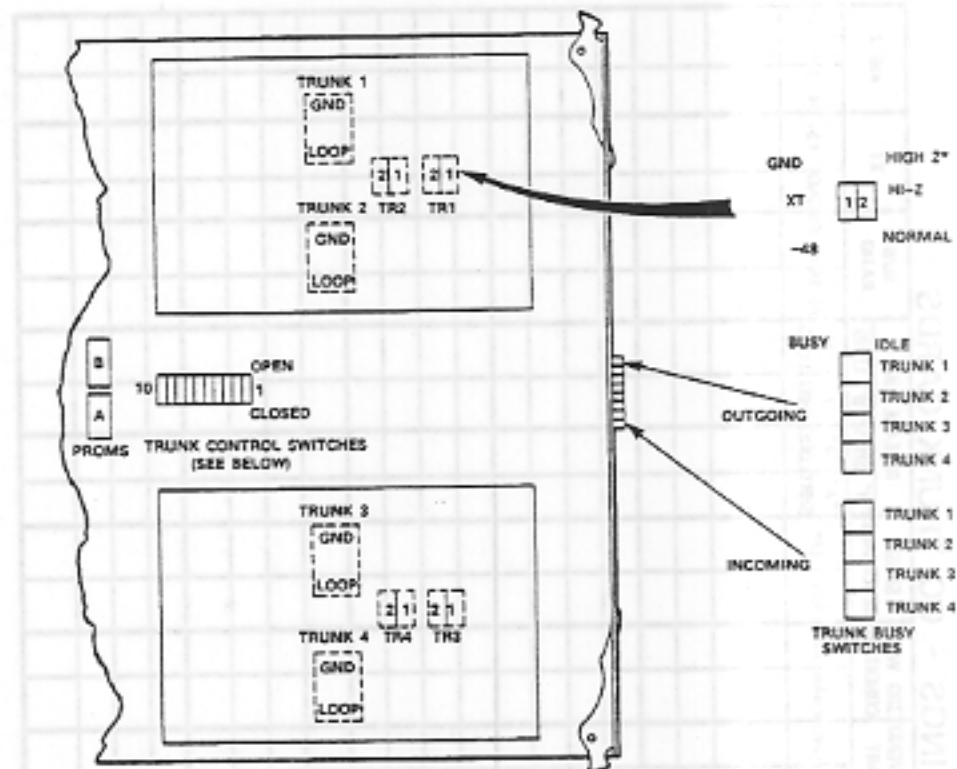 TRUNK 1
GND
LOOP
2 1
2 1
TRUNK 2
TR2
TR1
GND
LOOP
GND
HIGH Z*
XT
1 2
HI-Z
-48
NORMAL
B
A
PROMS
10
OPEN
1
CLOSED
TRUNK CONTROL SWITCHES
(SEE BELOW)
BUSY
IDLE
TRUNK 1
TRUNK 2
TRUNK 3
TRUNK 4
OUTGOING
TRUNK 1
TRUNK 2
TRUNK 3
TRUNK 4
INCOMING
TRUNK BUSY
SWITCHES
TRUNK 3
GND
LOOP
2 1
2 1
TRUNK 4
TR4
TR3
GND
LOOP